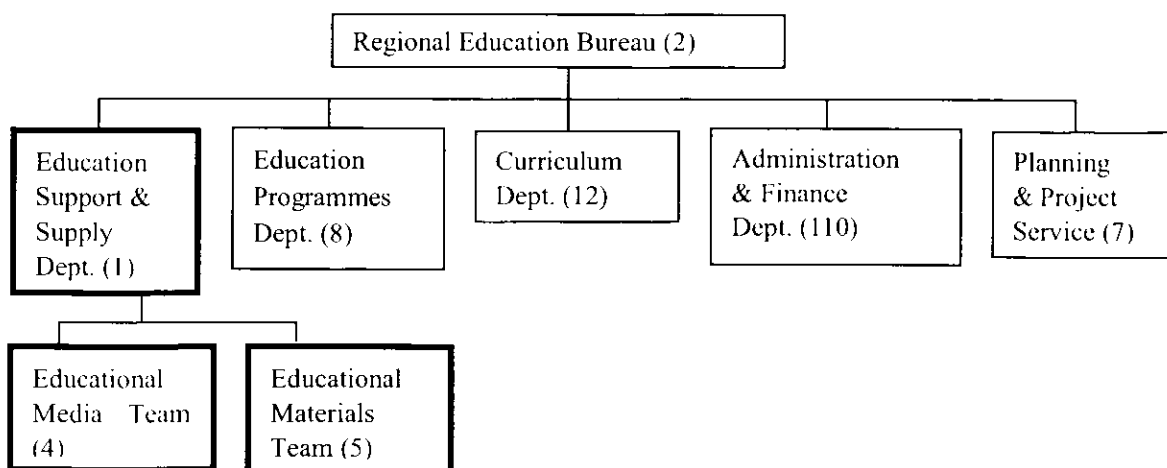 Regional Education Bureau (2)
Education
Support &
Supply
Dept. (1)
Education
Programmes
Dept. (8)
Curriculum
Dept. (12)
Administration
& Finance
Dept. (110)
Planning
& Project
Service (7)
Educational
Media Team
(4)
Educational
Materials
Team (5)